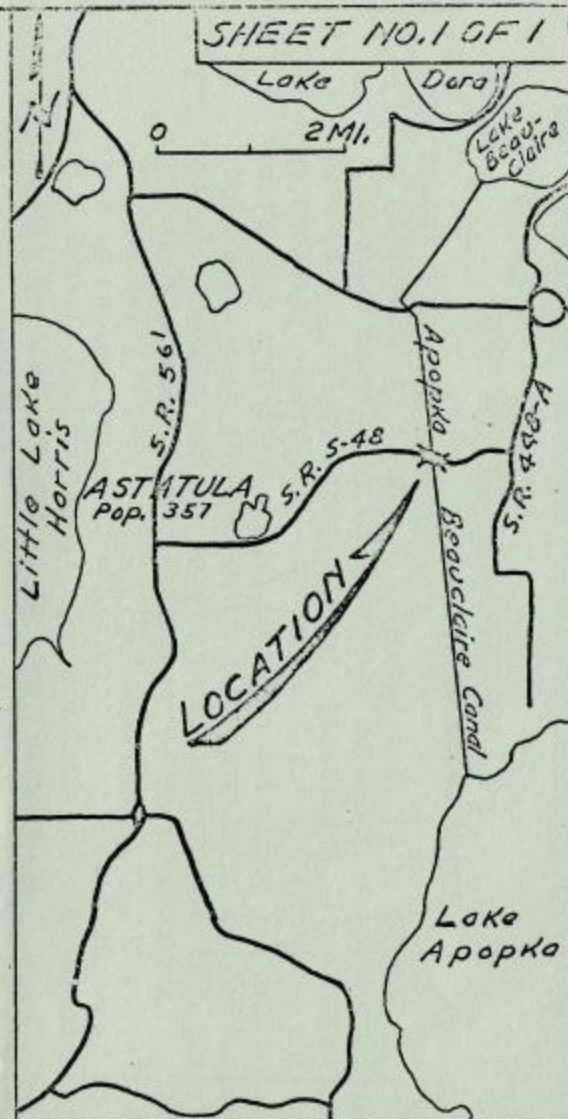 SHEET NO. 1 OF 1
Lake Dora
0 2 MI.
Lake
Beau-
claire
N
S.R. 561
Apopka
Little Lake
Harris
ASTATULA
Pop. 357
S.R. S-48
S.R. 448-A
LOCATION
Beauclaire Canal
Lake
Apopka